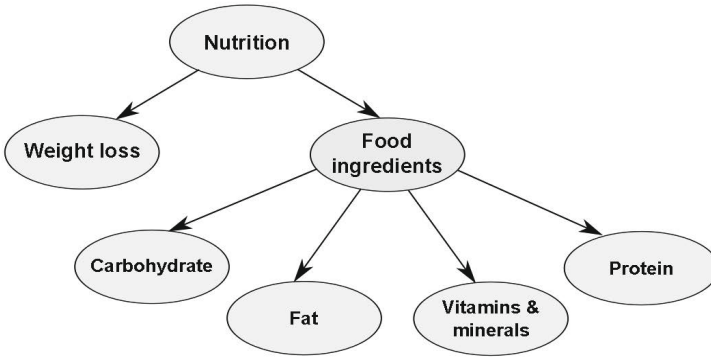 Nutrition
Weight loss
Food
ingredients
Carbohydrate
Fat
Vitamins &
minerals
Protein